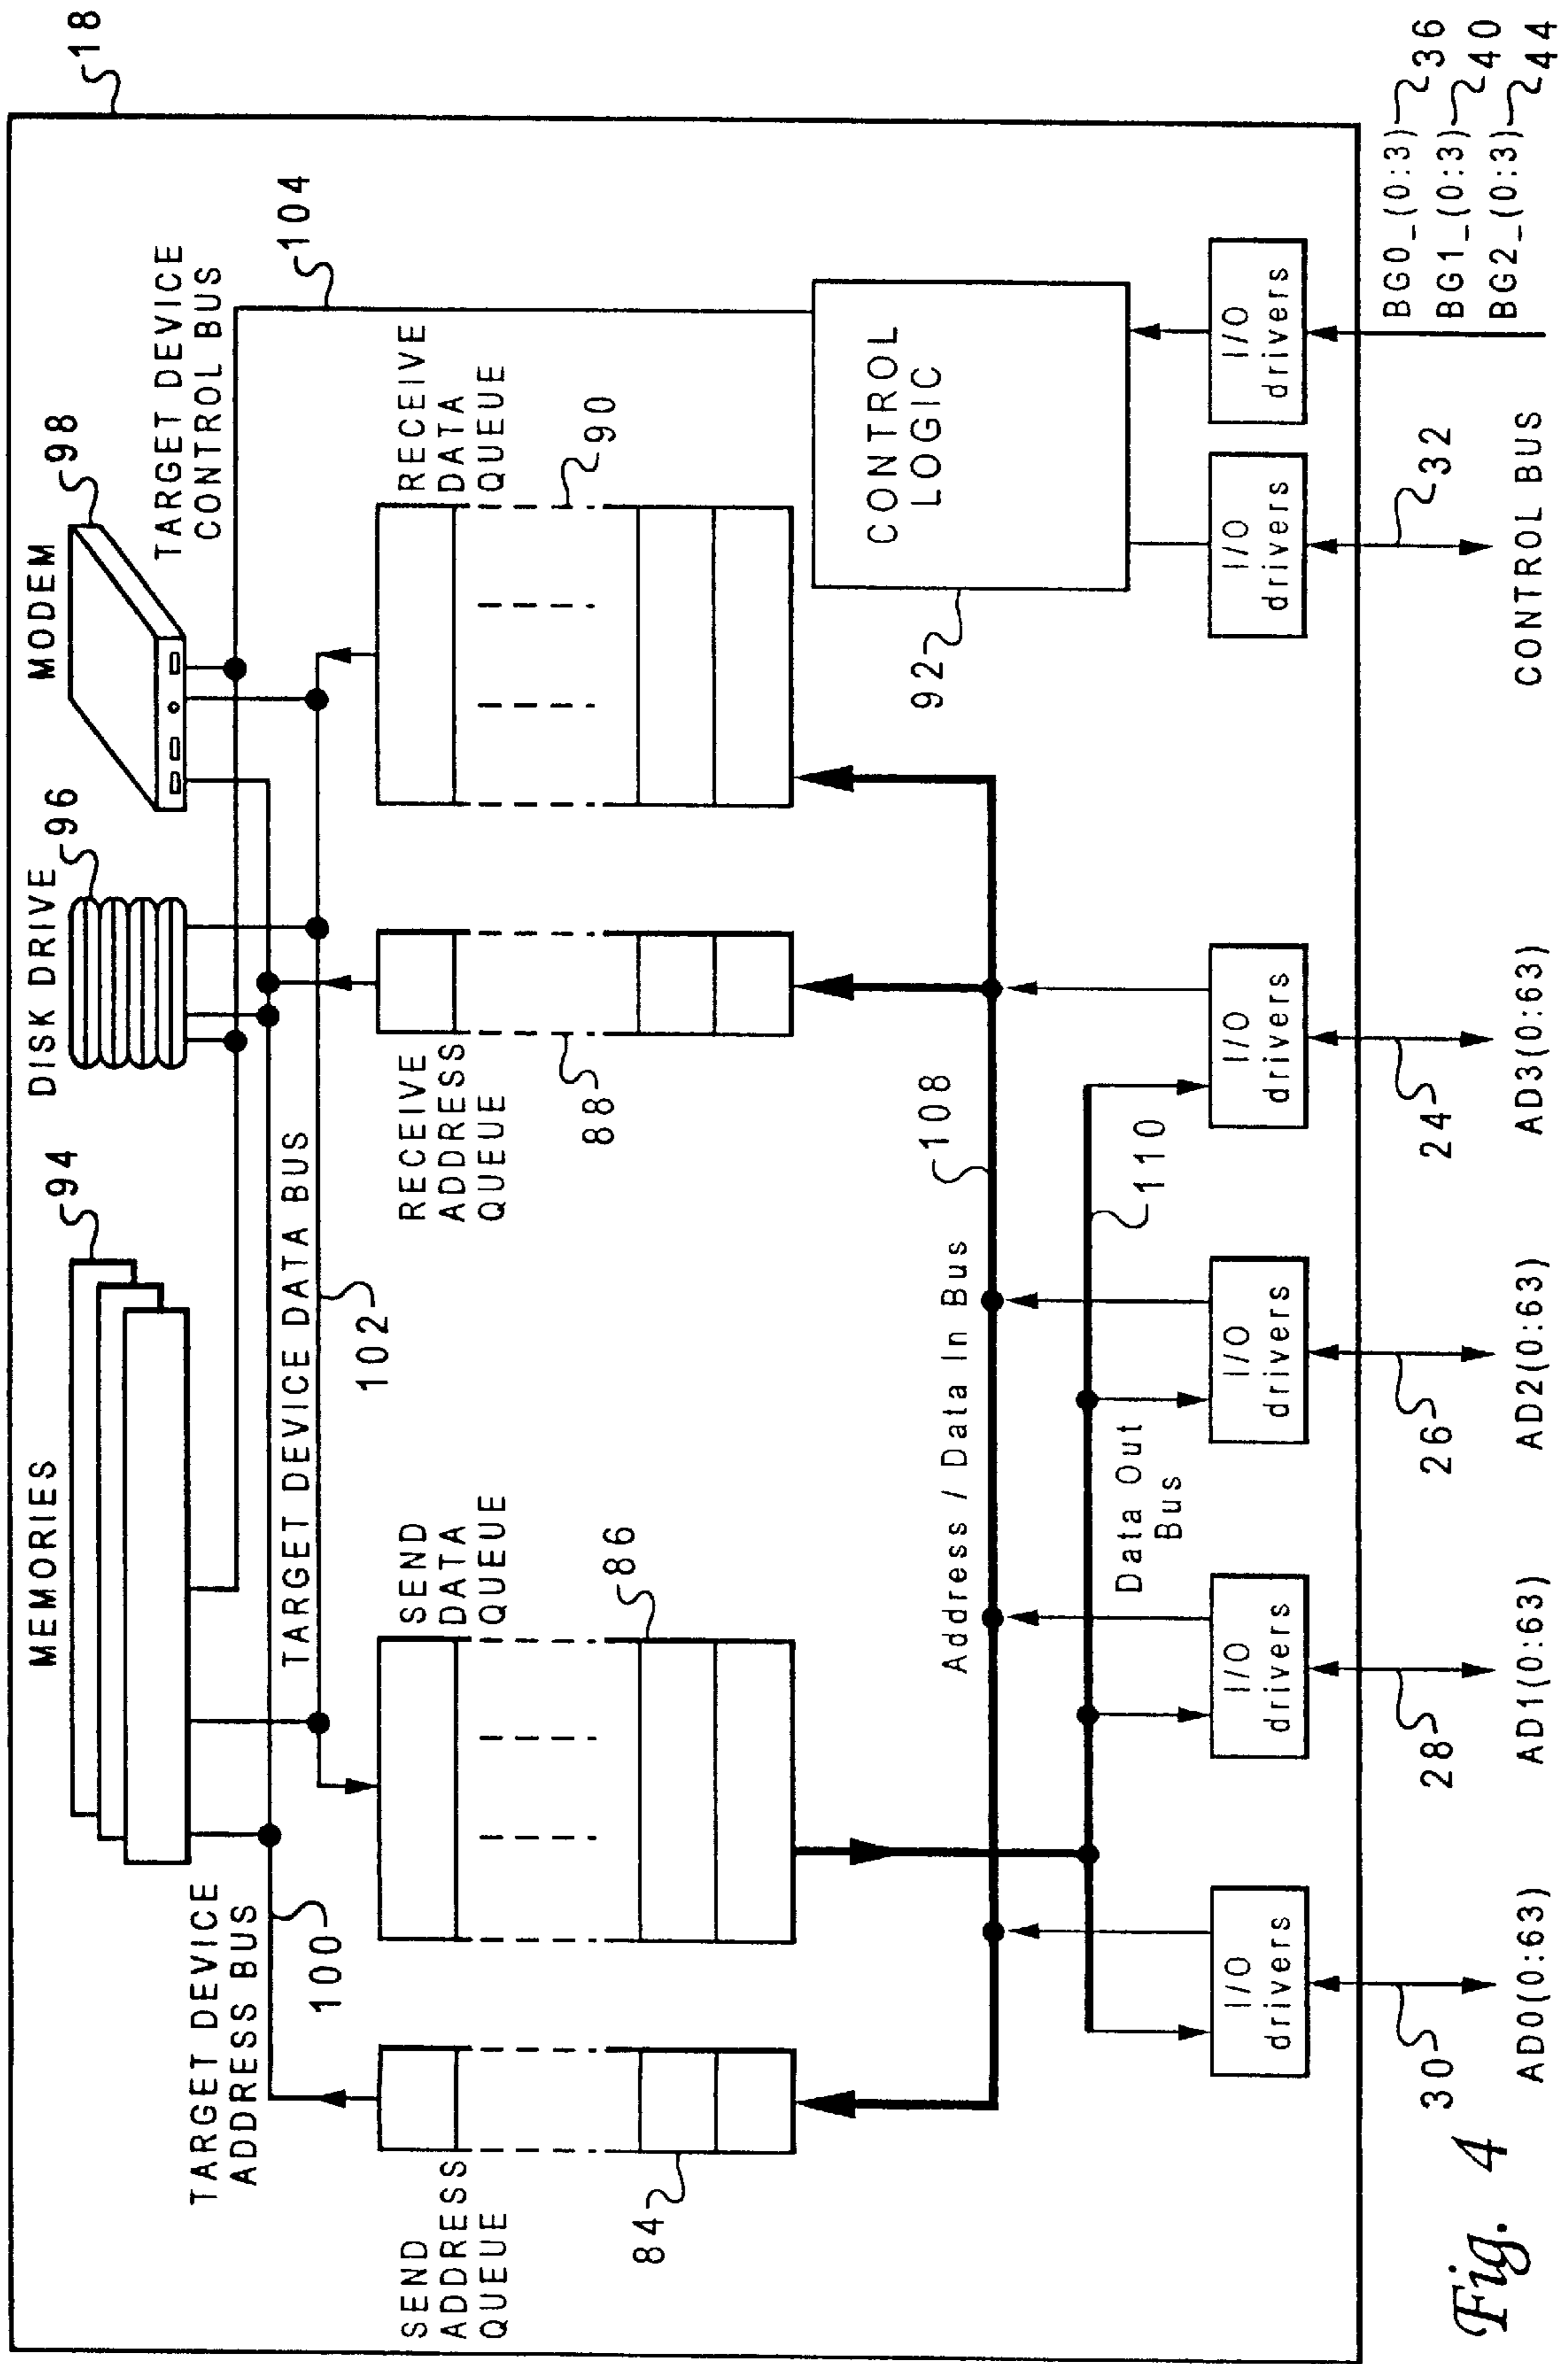 18
MEMORIES
94
DISK DRIVE
96
MODEM
98
TARGET DEVICE
ADDRESS BUS
100
TARGET DEVICE DATA BUS
102
TARGET DEVICE
CONTROL BUS
104
SEND
ADDRESS
QUEUE
84
SEND
DATA
QUEUE
86
RECEIVE
ADDRESS
QUEUE
88
RECEIVE
DATA
QUEUE
90
CONTROL
LOGIC
92
Address / Data In Bus
108
Data Out
Bus
110
I/O
drivers
I/O
drivers
I/O
drivers
I/O
drivers
I/O
drivers
I/O
drivers
30
28
26
24
32
AD0(0:63)
AD1(0:63)
AD2(0:63)
AD3(0:63)
CONTROL BUS
BG0_(0:3) 36
BG1_(0:3) 40
BG2_(0:3) 44
Fig. 4